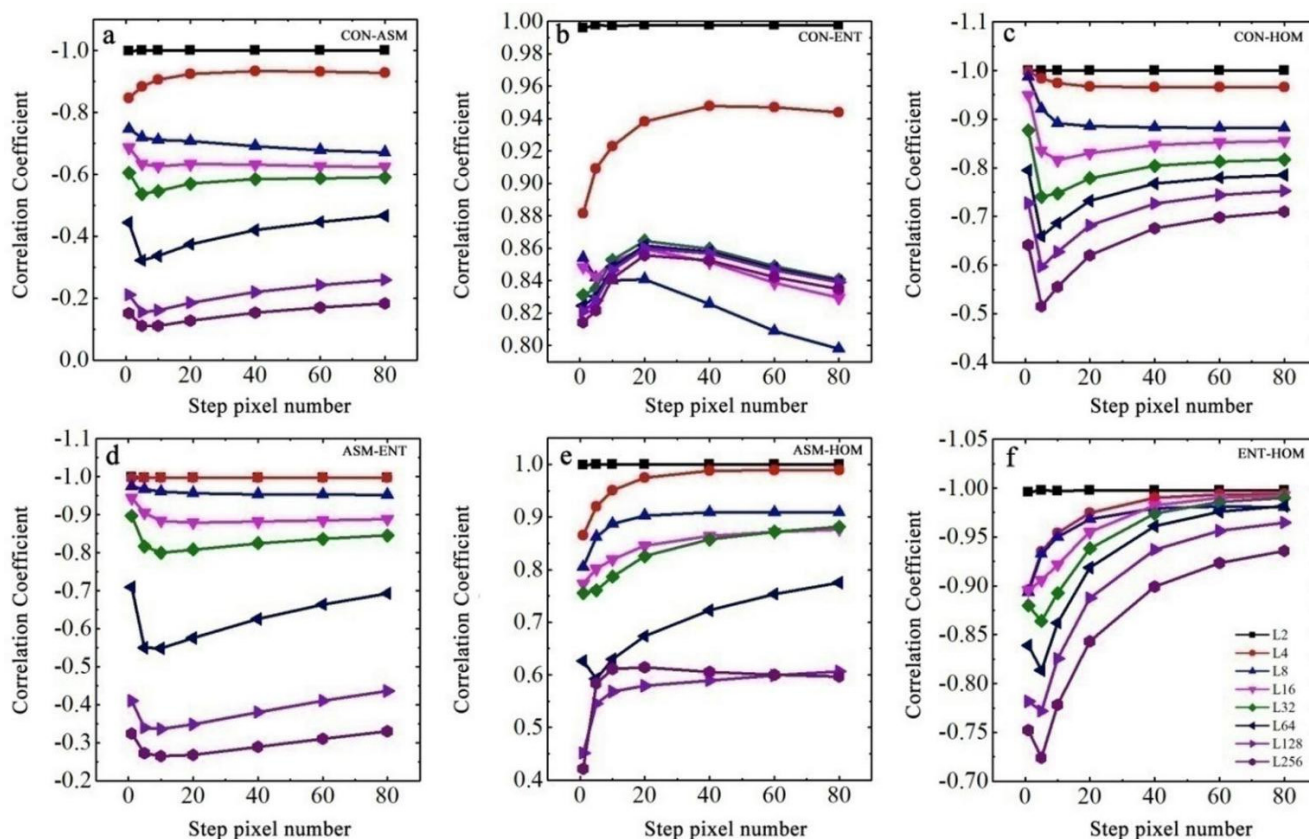 a
CON-ASM
Correlation Coefficient
-1.0
-0.8
-0.6
-0.4
-0.2
0.0
0 20 40 60 80
Step pixel number
b
CON-ENT
Correlation Coefficient
1.00
0.98
0.96
0.94
0.92
0.90
0.88
0.86
0.84
0.82
0.80
0 20 40 60 80
Step pixel number
c
CON-HOM
Correlation Coefficient
-1.1
-1.0
-0.9
-0.8
-0.7
-0.6
-0.5
-0.4
0 20 40 60 80
Step pixel number
d
ASM-ENT
Correlation Coefficient
-1.1
-1.0
-0.9
-0.8
-0.7
-0.6
-0.5
-0.4
-0.3
-0.2
0 20 40 60 80
Step pixel number
e
ASM-HOM
Correlation Coefficient
1.0
0.9
0.8
0.7
0.6
0.5
0.4
0 20 40 60 80
Step pixel number
f
ENT-HOM
Correlation Coefficient
-1.05
-1.00
-0.95
-0.90
-0.85
-0.80
-0.75
-0.70
0 20 40 60 80
Step pixel number
L2
L4
L8
L16
L32
L64
L128
L256